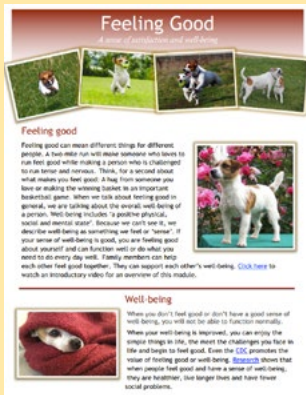 Feeling Good
A sense of satisfaction and well-being
Feeling good
Feeling good can mean different things for different
people. A two-mile run will make someone who loves to
run feel good while making a person who is challenged
to run tense and nervous. Think, for a second about
what makes you feel good: A hug from someone you
love or making the winning basket in an important
basketball game. When we talk about feeling good in
general, we are talking about the overall well-being of
a person. Well-being includes "a positive physical,
social and mental state". Because we can't see it, we
describe well-being as something we feel or "sense". If
your sense of well-being is good, you are feeling good
about yourself and can function well or do what you
need to do every day well. Family members can help
each other feel good together. They can support each
other's well-being. Click here to
watch an introductory video for an overview of this module.
Well-being
When you don't feel good or don't have a good sense of
well-being, you will not be able to function normally.
When your well-being is improved, you can enjoy the
simple things in life, meet the challenges you face in
life and begin to feel good. Even the CDC promotes the
value of feeling good or well-being. Research shows that
when people feel good and have a sense of well-being,
they are healthier, live longer lives and have fewer
social problems.